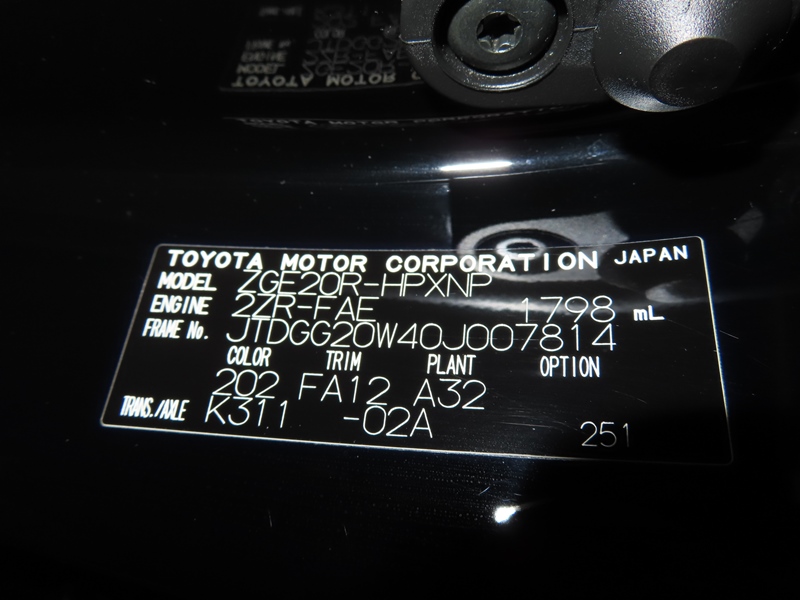 TOYOTA MOTOR CORPORATION JAPAN
MODEL ZGE20R-HPXNP
ENGINE 2ZR-FAE 1798 mL
FRAME No. JTDGG20W40J007814
COLOR TRIM PLANT OPTION
202 FA12 A32
TRANS./AXLE K311 -02A 251